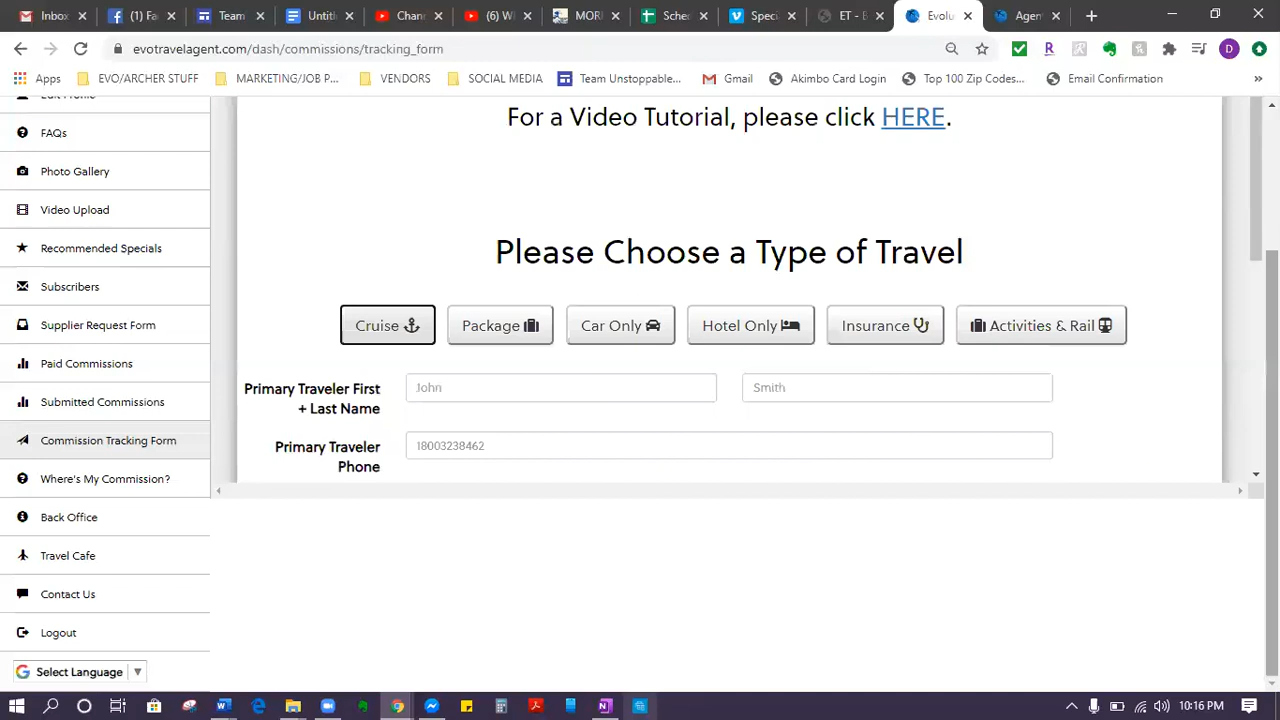 Inbox
(1) Fa
Team
Untitl
Chann
(6) W
MORI
Sched
Speci
ET - B
Evolu
Agen
evotravelagent.com/dash/commissions/tracking_form
D
Apps
EVO/ARCHER STUFF
MARKETING/JOB P...
VENDORS
SOCIAL MEDIA
Team Unstoppable...
Gmail
Akimbo Card Login
Top 100 Zip Codes...
Email Confirmation
»
FAQs
Photo Gallery
Video Upload
Recommended Specials
Subscribers
Supplier Request Form
Paid Commissions
Submitted Commissions
Commission Tracking Form
Where's My Commission?
Back Office
Travel Cafe
Contact Us
Logout
Select Language
For a Video Tutorial, please click HERE.
Please Choose a Type of Travel
Cruise
Package
Car Only
Hotel Only
Insurance
Activities & Rail
Primary Traveler First
+ Last Name
John
Smith
Primary Traveler
Phone
18003238462
10:16 PM